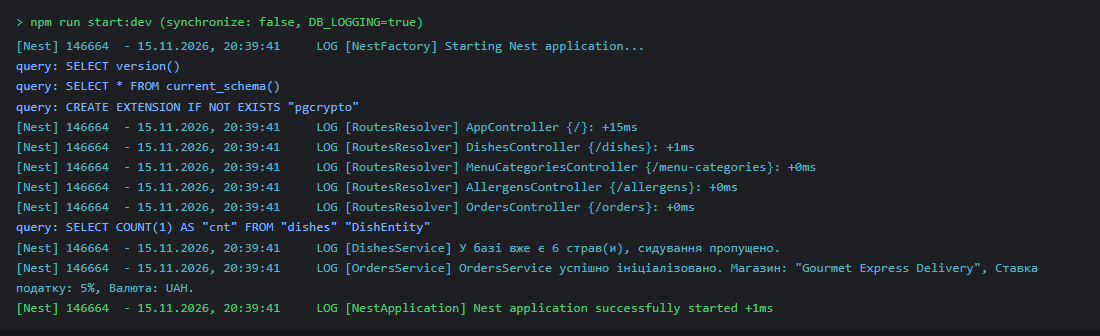 > npm run start:dev (synchronize: false, DB_LOGGING=true)
[Nest] 146664  - 15.11.2026, 20:39:41     LOG [NestFactory] Starting Nest application...
query: SELECT version()
query: SELECT * FROM current_schema()
query: CREATE EXTENSION IF NOT EXISTS "pgcrypto"
[Nest] 146664  - 15.11.2026, 20:39:41     LOG [RoutesResolver] AppController {/}: +15ms
[Nest] 146664  - 15.11.2026, 20:39:41     LOG [RoutesResolver] DishesController {/dishes}: +1ms
[Nest] 146664  - 15.11.2026, 20:39:41     LOG [RoutesResolver] MenuCategoriesController {/menu-categories}: +0ms
[Nest] 146664  - 15.11.2026, 20:39:41     LOG [RoutesResolver] AllergensController {/allergens}: +0ms
[Nest] 146664  - 15.11.2026, 20:39:41     LOG [RoutesResolver] OrdersController {/orders}: +0ms
query: SELECT COUNT(1) AS "cnt" FROM "dishes" "DishEntity"
[Nest] 146664  - 15.11.2026, 20:39:41     LOG [DishesService] У базі вже є 6 страв(и), сидування пропущено.
[Nest] 146664  - 15.11.2026, 20:39:41     LOG [OrdersService] OrdersService успішно ініціалізовано. Магазин: "Gourmet Express Delivery", Ставка
податку: 5%, Валюта: UAH.
[Nest] 146664  - 15.11.2026, 20:39:41     LOG [NestApplication] Nest application successfully started +1ms